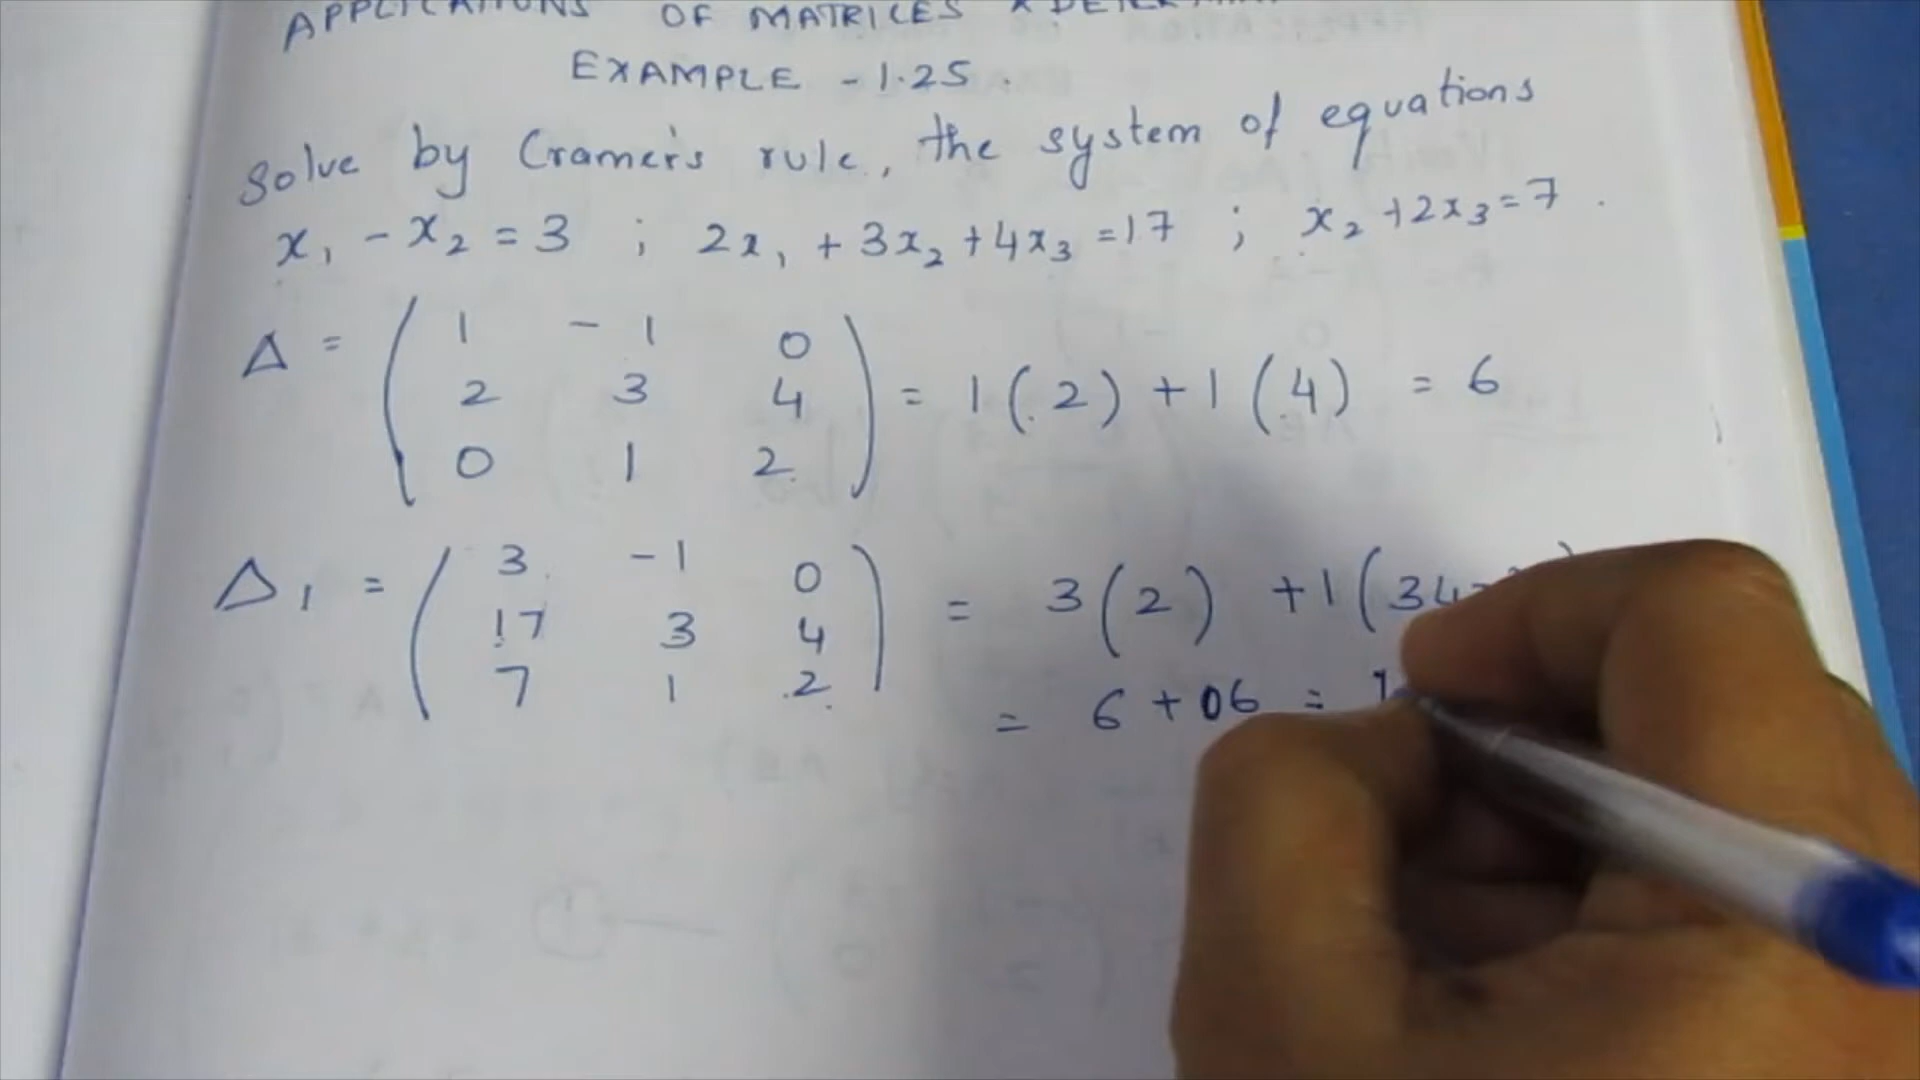 APPLICATIONS OF MATRICES &
EXAMPLE - 1.25.
Solve by Cramer's rule, the system of equations
x₁ - x₂ = 3 ; 2x₁ + 3x₂ + 4x₃ = 17 ; x₂ + 2x₃ = 7 .
Δ = ( 1 - 1 0
2 3 4 = 1(2) + 1(4) = 6
0 1 2 )
Δ₁ = ( 3 - 1 0
17 3 4 = 3(2) + 1(34-
7 1 2 )
= 6 + 06 =